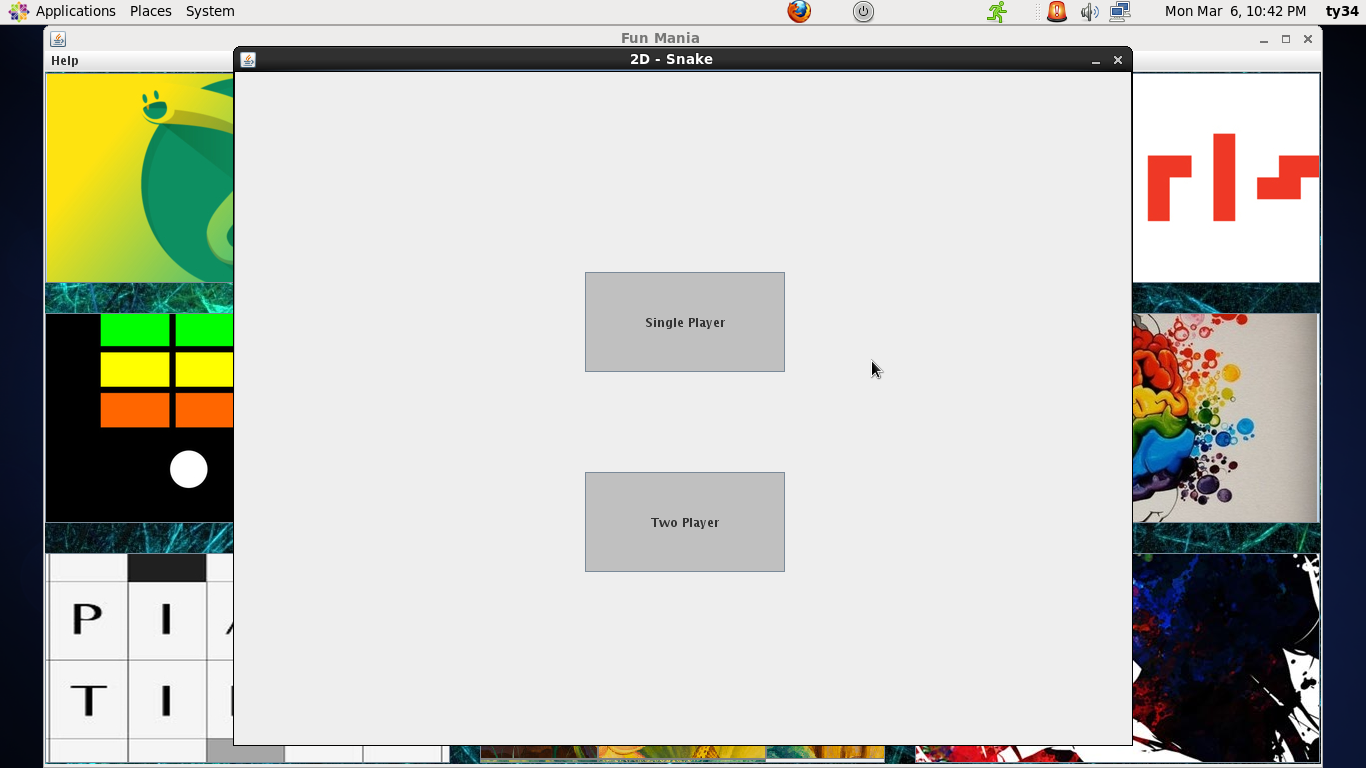 Applications Places System Mon Mar 6, 10:42 PM ty34
Fun Mania
Help
2D - Snake
Single Player
Two Player
P I
T I